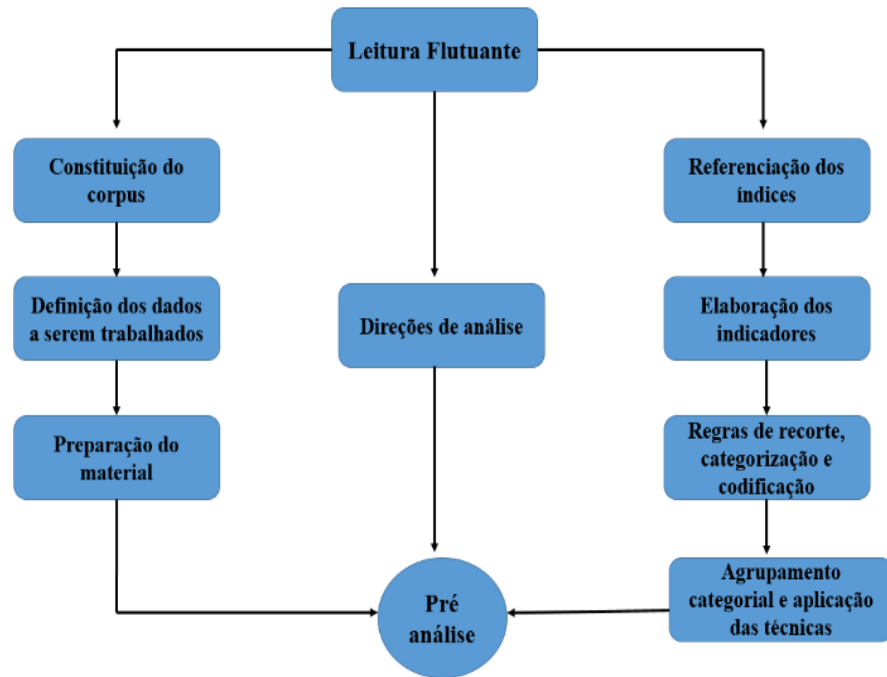 Leitura Flutuante
Constituição do
corpus
Referenciação dos
índices
Definição dos dados
a serem trabalhados
Direções de análise
Elaboração dos
indicadores
Preparação do
material
Regras de recorte,
categorização e
codificação
Pré
análise
Agrupamento
categorial e aplicação
das técnicas